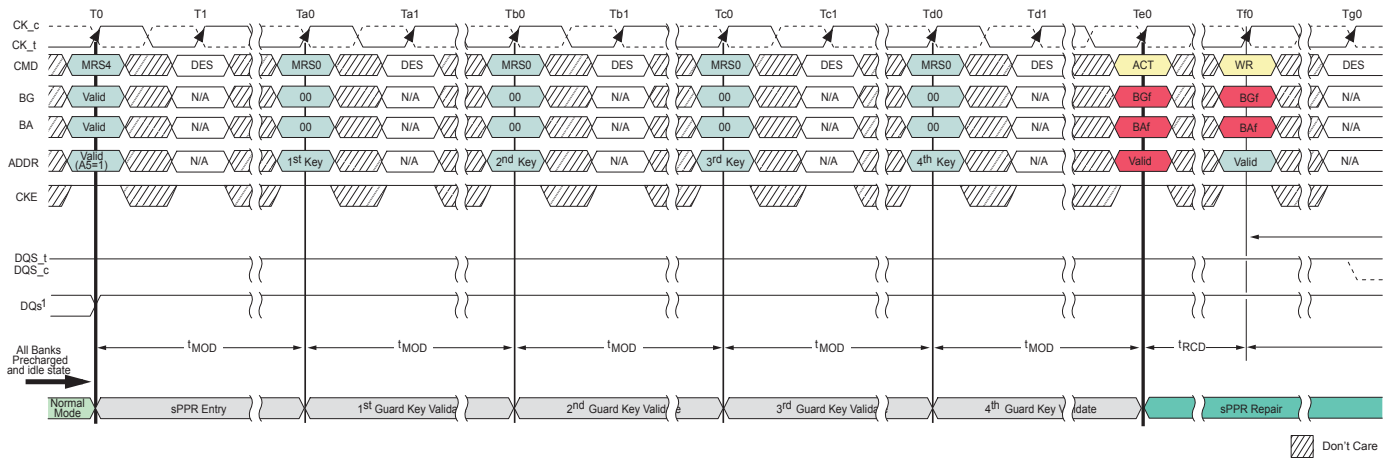 T0 T1 Ta0 Ta1 Tb0 Tb1 Tc0 Tc1 Td0 Td1 Te0 Tf0 Tg0
CK_c
CK_t
CMD MRS4 DES MRS0 DES MRS0 DES MRS0 DES MRS0 DES ACT WR DES
BG Valid N/A 00 N/A 00 N/A 00 N/A 00 N/A BGf BGf N/A
BA Valid N/A 00 N/A 00 N/A 00 N/A 00 N/A BAf BAf N/A
ADDR Valid (A5=1) N/A 1st Key N/A 2nd Key N/A 3rd Key N/A 4th Key N/A Valid Valid N/A
CKE
DQS_t
DQS_c
DQs1
All Banks
Precharged
and idle state
tMOD tMOD tMOD tMOD tMOD tRCD
Normal Mode sPPR Entry 1st Guard Key Valida 2nd Guard Key Valid e 3rd Guard Key Valida 4th Guard Key V idate sPPR Repair
Don't Care